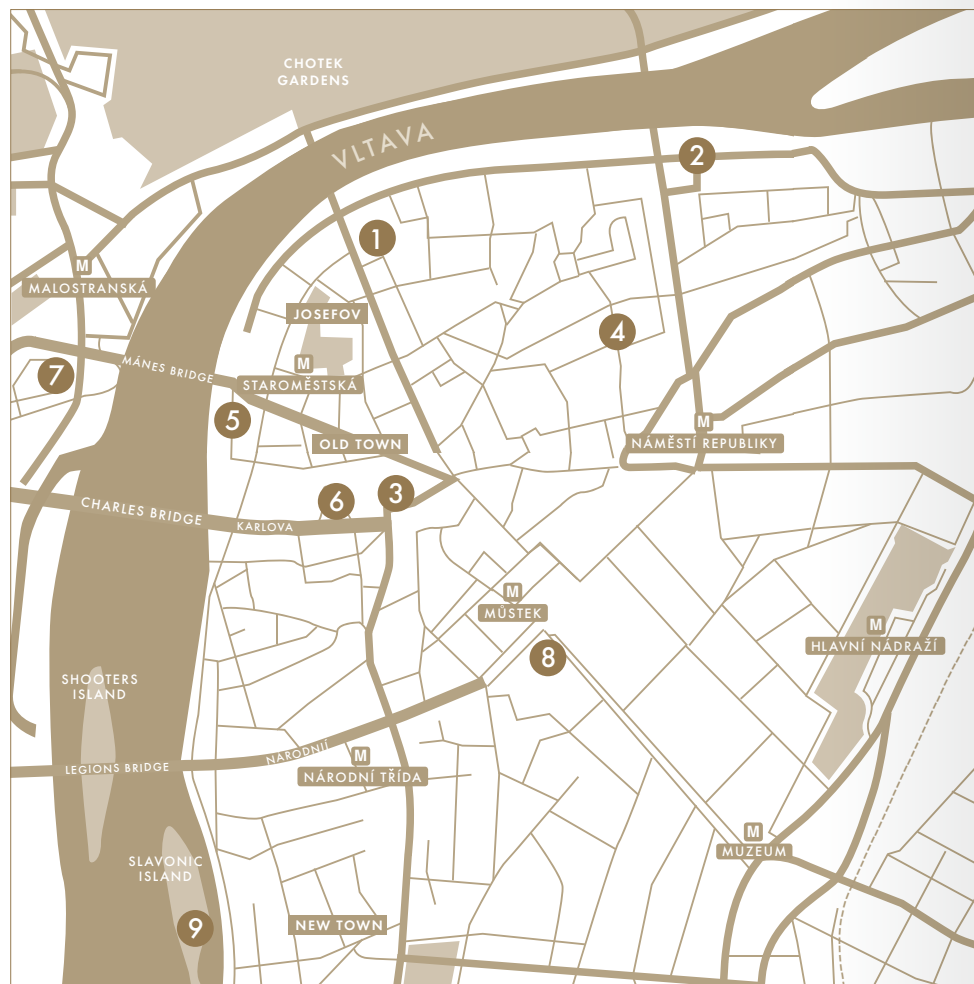 CHOTEK
GARDENS
VLTAVA
2
1
M
MALOSTRANSKÁ
JOSEFOV
4
M
STAROMĚSTSKÁ
MÁNES BRIDGE
7
5
M
NÁMĚSTÍ REPUBLIKY
OLD TOWN
6
3
CHARLES BRIDGE
KARLOVA
M
MŮSTEK
M
HLAVNÍ NÁDRAŽÍ
8
SHOOTERS
ISLAND
NÁRODNIÍ
LEGIONS BRIDGE
M
NÁRODNÍ TŘÍDA
M
MUZEUM
SLAVONIC
ISLAND
9
NEW TOWN